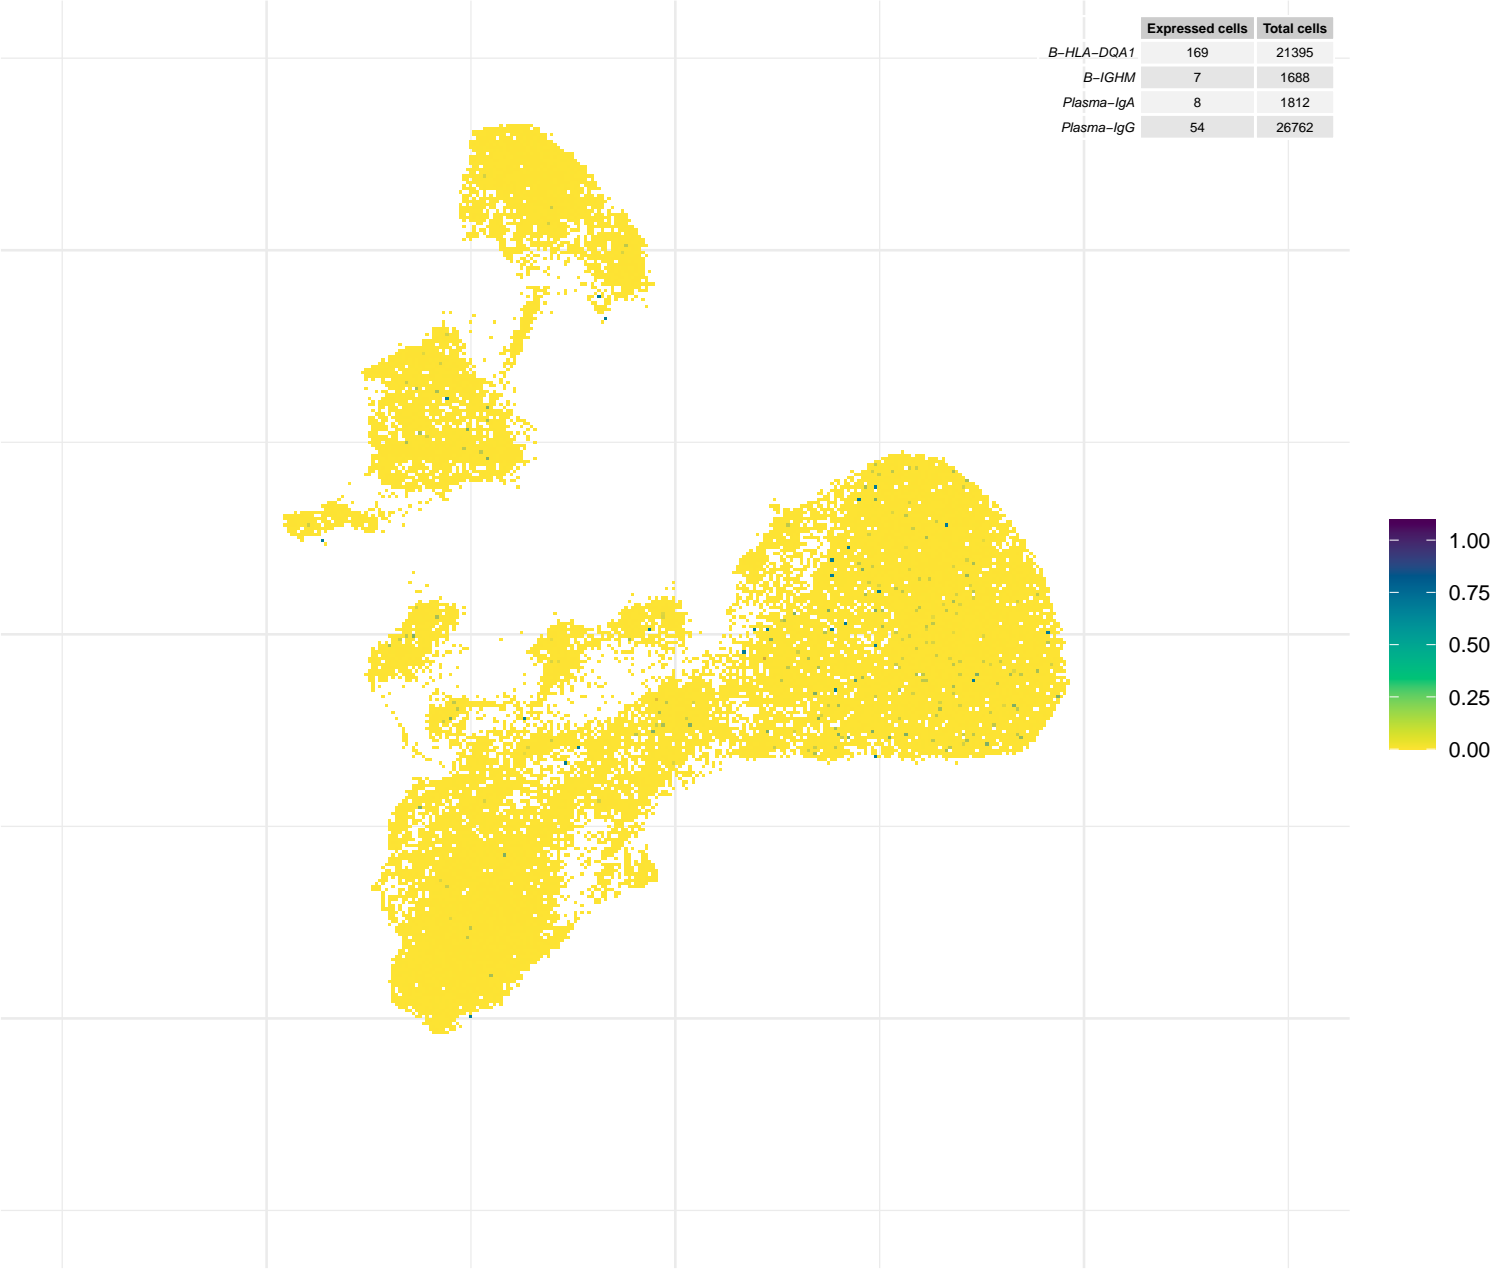 Expressed cells Total cells
B−HLA−DQA1 169 21395
B−IGHM 7 1688
Plasma−IgA 8 1812
Plasma−IgG 54 26762
1.00
0.75
0.50
0.25
0.00